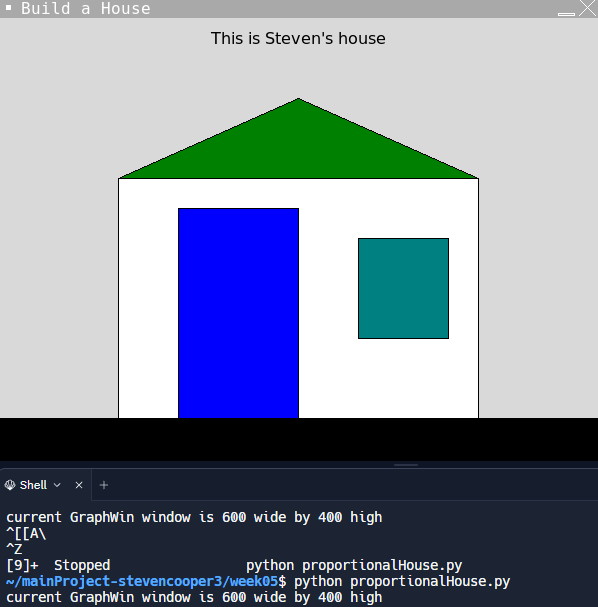 Build a House
This is Steven's house
Shell
current GraphWin window is 600 wide by 400 high
^[[A\
^Z
[9]+  Stopped                 python proportionalHouse.py
~/mainProject-stevencooper3/week05$ python proportionalHouse.py
current GraphWin window is 600 wide by 400 high